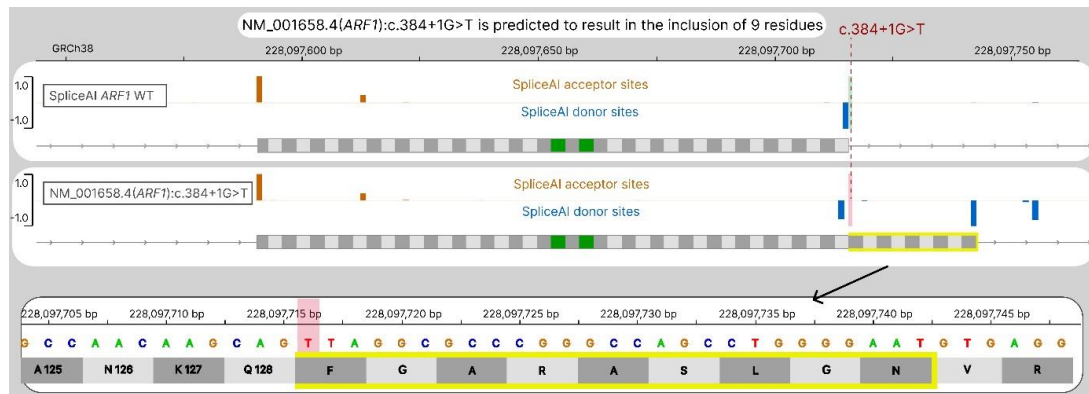 NM_001658.4(ARF1):c.384+1G>T is predicted to result in the inclusion of 9 residues
c.384+1G>T
GRCh38
228,097,600 bp 228,097,650 bp 228,097,700 bp 228,097,750 bp
1.0
-1.0
SpliceAI ARF1 WT
SpliceAI acceptor sites
SpliceAI donor sites
1.0
-1.0
NM_001658.4(ARF1):c.384+1G>T
SpliceAI acceptor sites
SpliceAI donor sites
228,097,705 bp 228,097,710 bp 228,097,715 bp 228,097,720 bp 228,097,725 bp 228,097,730 bp 228,097,735 bp 228,097,740 bp 228,097,745 bp
G C C A A C A A G C A G T T A G G C G C C C G G G C C A G C C T G G G G A A T G T G A G G
A 125 N 126 K 127 Q 128 F G A R A S L G N V R